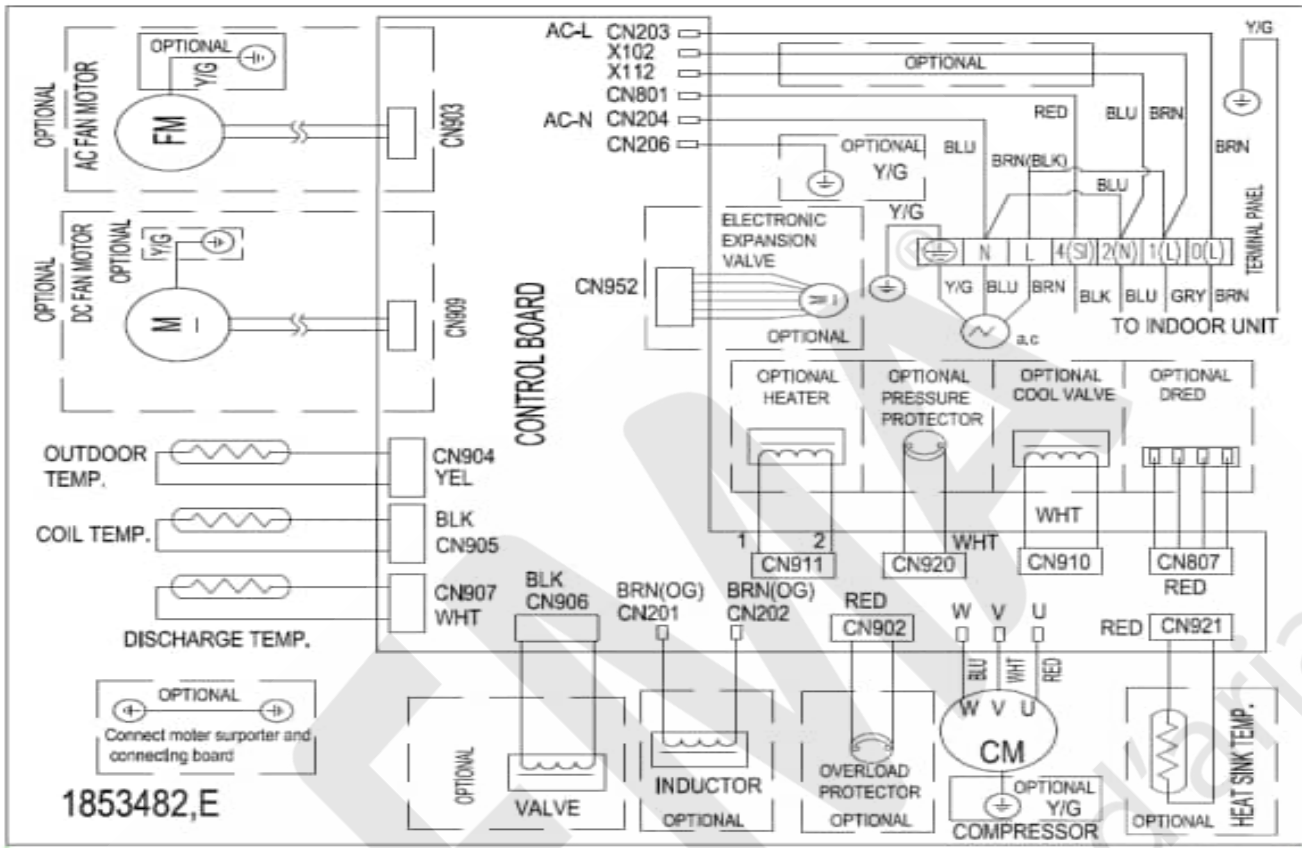 AC-L CN203
X102
X112
CN801
AC-N CN204
CN206
OPTIONAL
Y/G
RED
BLU
BRN
BRN
OPTIONAL
Y/G
BLU
BRN(BLK)
BLU
Y/G
N
L
4(SI)
2(N)
1(L)
0(L)
TERMINAL PANEL
Y/G
BLU
BRN
BLK
BLU
GRY
BRN
a,c
TO INDOOR UNIT
OPTIONAL
AC FAN MOTOR
OPTIONAL
Y/G
FM
CN903
OPTIONAL
DC FAN MOTOR
OPTIONAL
Y/G
M
CN909
ELECTRONIC
EXPANSION
VALVE
CN952
OPTIONAL
CONTROL BOARD
OPTIONAL
HEATER
OPTIONAL
PRESSURE
PROTECTOR
OPTIONAL
COOL VALVE
OPTIONAL
DRED
OUTDOOR
TEMP.
CN904
YEL
COIL TEMP.
BLK
CN905
CN907
WHT
DISCHARGE TEMP.
1
2
CN911
WHT
CN920
WHT
CN910
CN807
RED
BLK
CN906
BRN(OG)
CN201
BRN(OG)
CN202
RED
CN902
W V U
BLU
WHT
RED
RED CN921
OPTIONAL
Connect moter surporter and
connecting board
1853482,E
OPTIONAL
VALVE
INDUCTOR
OPTIONAL
OVERLOAD
PROTECTOR
OPTIONAL
W V U
CM
OPTIONAL
Y/G
COMPRESSOR
HEAT SINK TEMP.
OPTIONAL